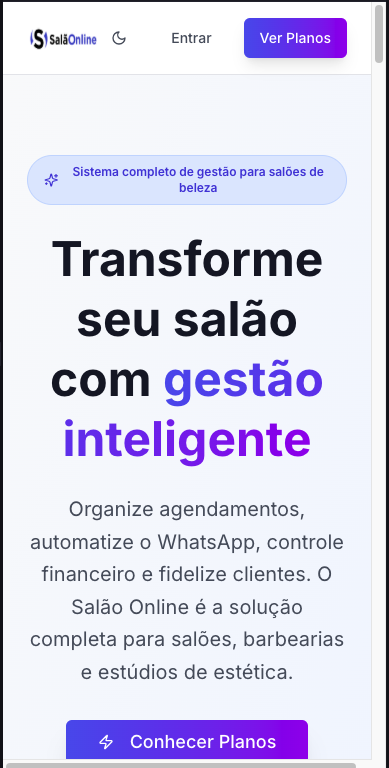 SalãOnline
Entrar
Ver Planos
Sistema completo de gestão para salões de
beleza
Transforme
seu salão
com gestão
inteligente
Organize agendamentos,
automatize o WhatsApp, controle
financeiro e fidelize clientes. O
Salão Online é a solução
completa para salões, barbearias
e estúdios de estética.
Conhecer Planos